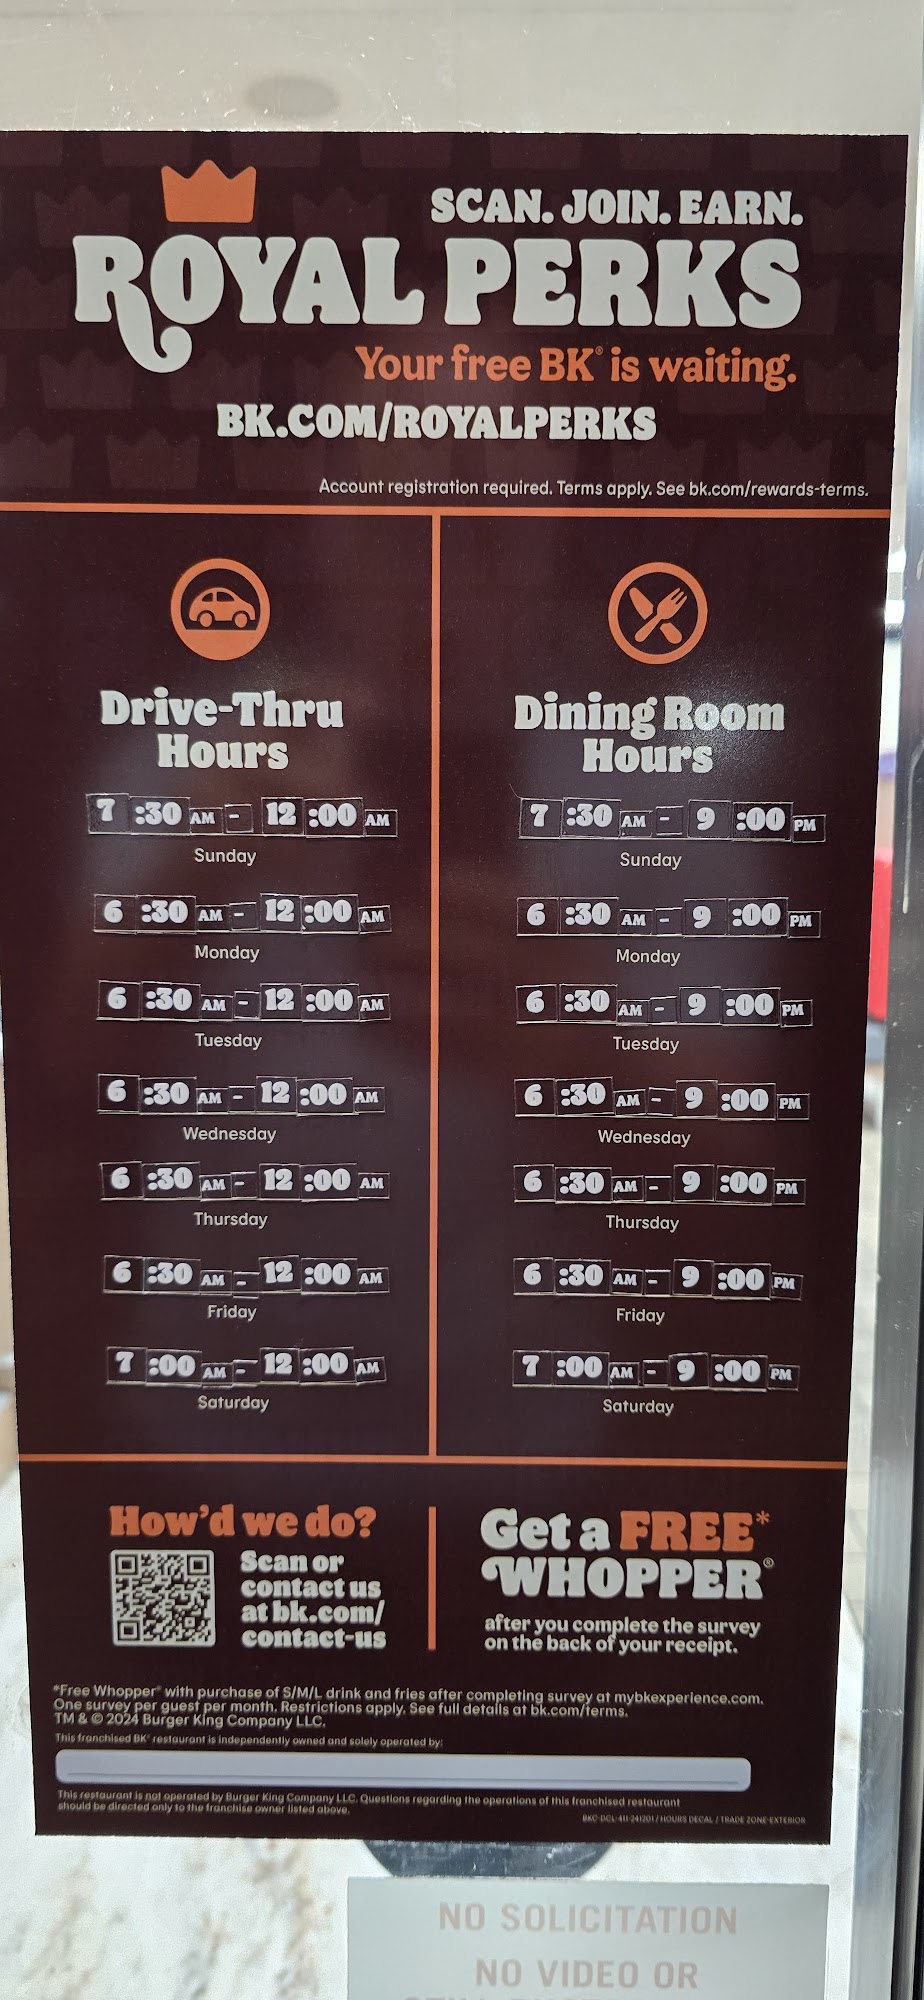 SCAN. JOIN. EARN.
ROYAL PERKS
Your free BK® is waiting.
BK.COM/ROYALPERKS
Account registration required. Terms apply. See bk.com/rewards-terms.
Drive-Thru
Hours
7 :30 AM - 12 :00 AM
Sunday
6 :30 AM - 12 :00 AM
Monday
6 :30 AM - 12 :00 AM
Tuesday
6 :30 AM - 12 :00 AM
Wednesday
6 :30 AM - 12 :00 AM
Thursday
6 :30 AM - 12 :00 AM
Friday
7 :00 AM - 12 :00 AM
Saturday
Dining Room
Hours
7 :30 AM - 9 :00 PM
Sunday
6 :30 AM - 9 :00 PM
Monday
6 :30 AM - 9 :00 PM
Tuesday
6 :30 AM - 9 :00 PM
Wednesday
6 :30 AM - 9 :00 PM
Thursday
6 :30 AM - 9 :00 PM
Friday
7 :00 AM - 9 :00 PM
Saturday
How'd we do?
Scan or
contact us
at bk.com/
contact-us
Get a FREE*
WHOPPER®
after you complete the survey
on the back of your receipt.
*Free Whopper® with purchase of S/M/L drink and fries after completing survey at mybkexperience.com.
One survey per guest per month. Restrictions apply. See full details at bk.com/terms.
TM & © 2024 Burger King Company LLC.
This franchised BK® restaurant is independently owned and solely operated by:
This restaurant is not operated by Burger King Company LLC. Questions regarding the operations of this franchised restaurant
should be directed only to the franchise owner listed above.
BKC-DCL-411-241201 / HOURS DECAL / TRADE ZONE-EXTERIOR
NO SOLICITATION
NO VIDEO OR